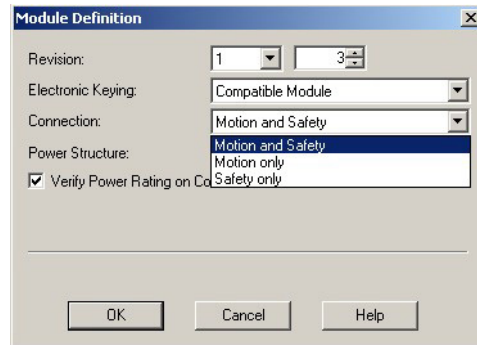 Module Definition
Revision: 1 3
Electronic Keying: Compatible Module
Connection: Motion and Safety
Power Structure: Motion and Safety
Motion only
Verify Power Rating on Co Safety only
OK Cancel Help